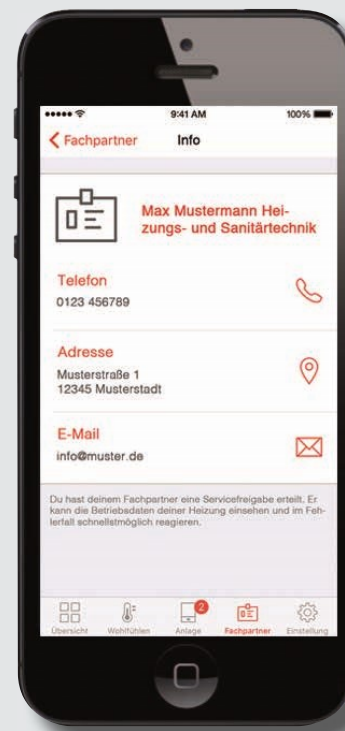 9:41 AM
100%
Fachpartner
Info
Max Mustermann Hei-
zungs- und Sanitärtechnik
Telefon
0123 456789
Adresse
Musterstraße 1
12345 Musterstadt
E-Mail
info@muster.de
Du hast deinem Fachpartner eine Servicefreigabe erteilt. Er
kann die Betriebsdaten deiner Heizung einsehen und im Feh-
lerfall schnellstmöglich reagieren.
2
Übersicht
Wohlfühlen
Anlage
Fachpartner
Einstellung